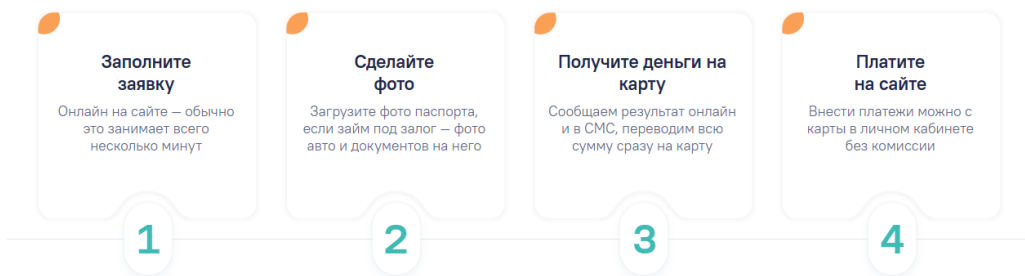 Заполните
заявку
Онлайн на сайте — обычно
это занимает всего
несколько минут
1
Сделайте
фото
Загрузите фото паспорта,
если займ под залог — фото
авто и документов на него
2
Получите деньги на
карту
Сообщаем результат онлайн
и в СМС, переводим всю
сумму сразу на карту
3
Платите
на сайте
Внести платежи можно с
карты в личном кабинете
без комиссии
4